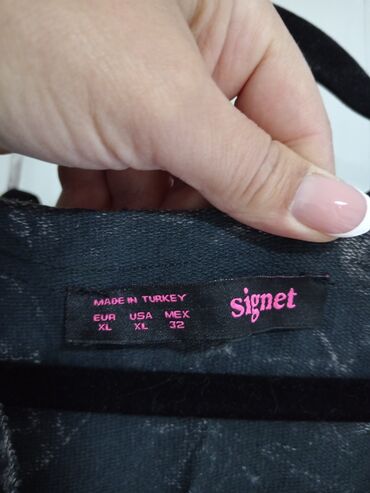 MADE IN TURKEY
EUR USA MEX
XL XL 32
Signet